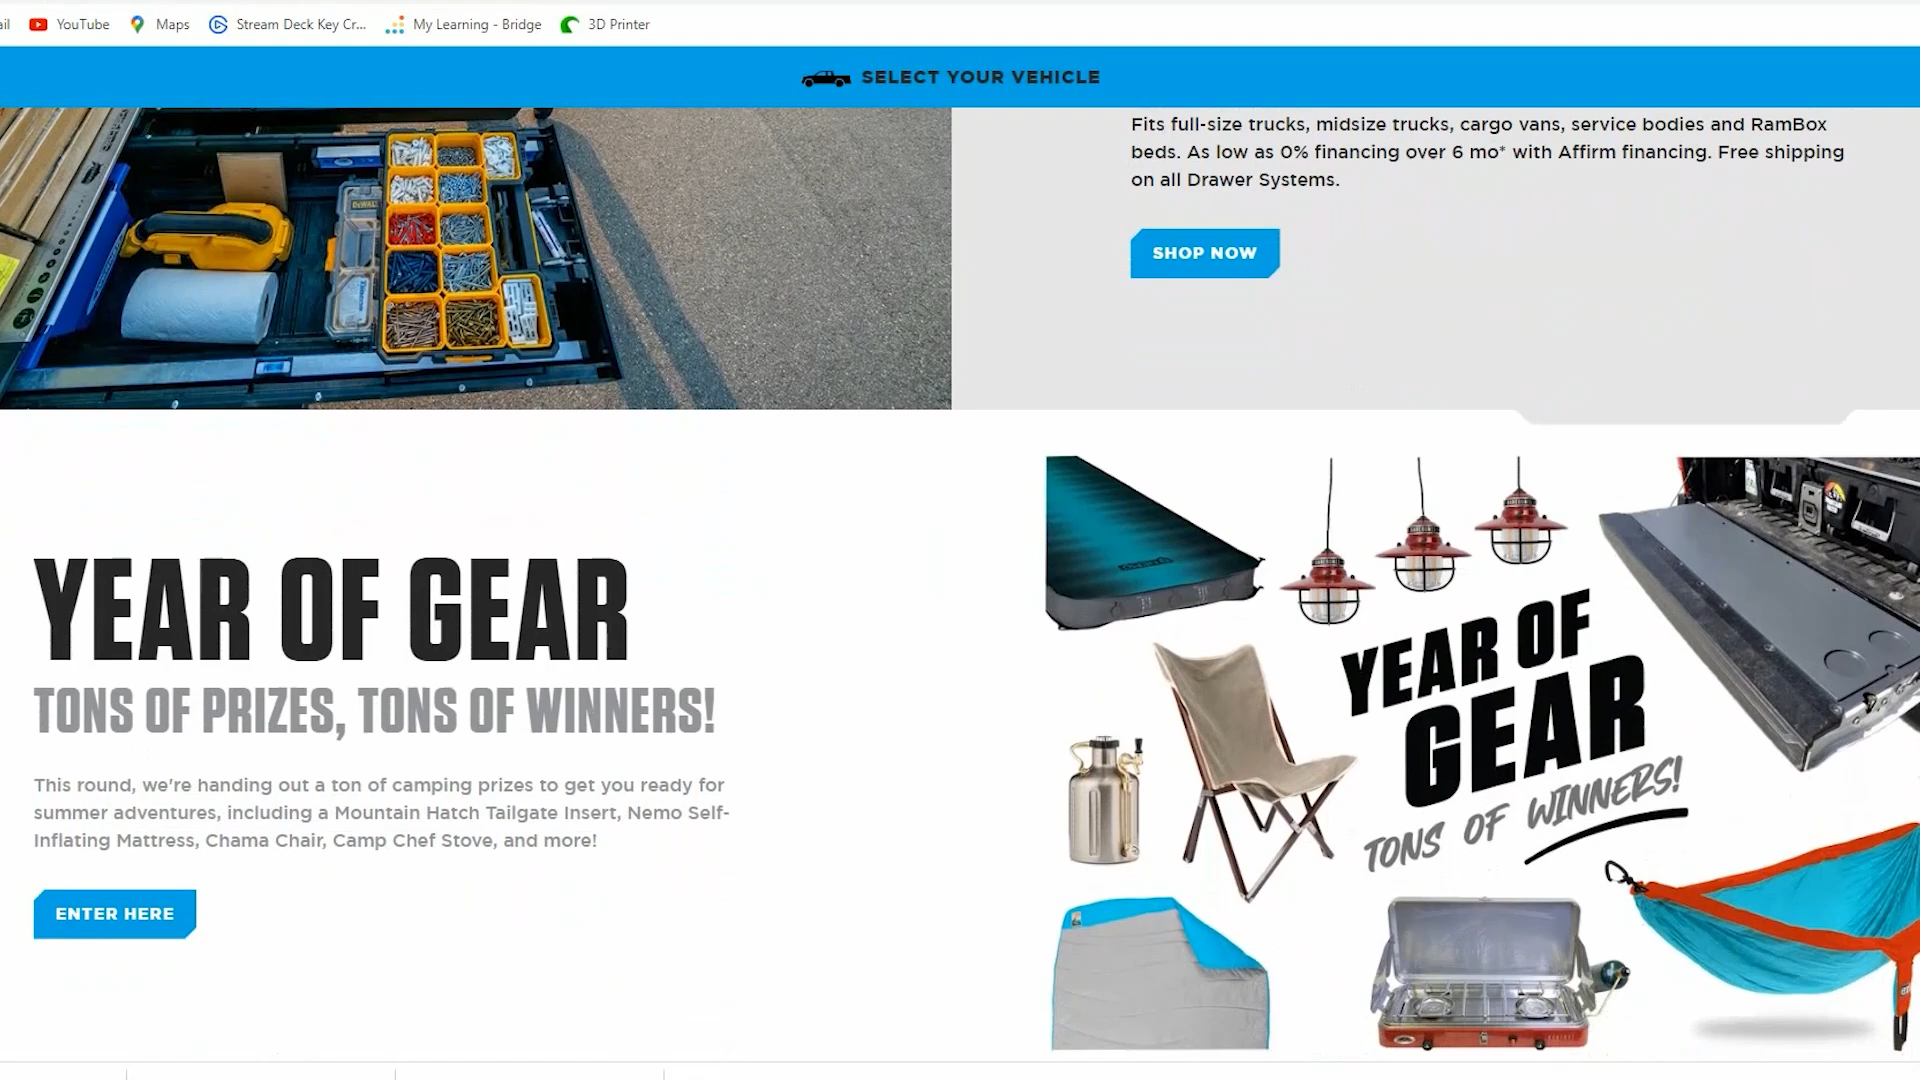 YouTube
Maps
Stream Deck Key Cr...
My Learning - Bridge
3D Printer
SELECT YOUR VEHICLE
Fits full-size trucks, midsize trucks, cargo vans, service bodies and RamBox
beds. As low as 0% financing over 6 mo* with Affirm financing. Free shipping
on all Drawer Systems.
SHOP NOW
DEWALT
YEAR OF GEAR
TONS OF PRIZES, TONS OF WINNERS!
This round, we're handing out a ton of camping prizes to get you ready for
summer adventures, including a Mountain Hatch Tailgate Insert, Nemo Self-
Inflating Mattress, Chama Chair, Camp Chef Stove, and more!
ENTER HERE
YEAR OF
GEAR
TONS OF WINNERS!